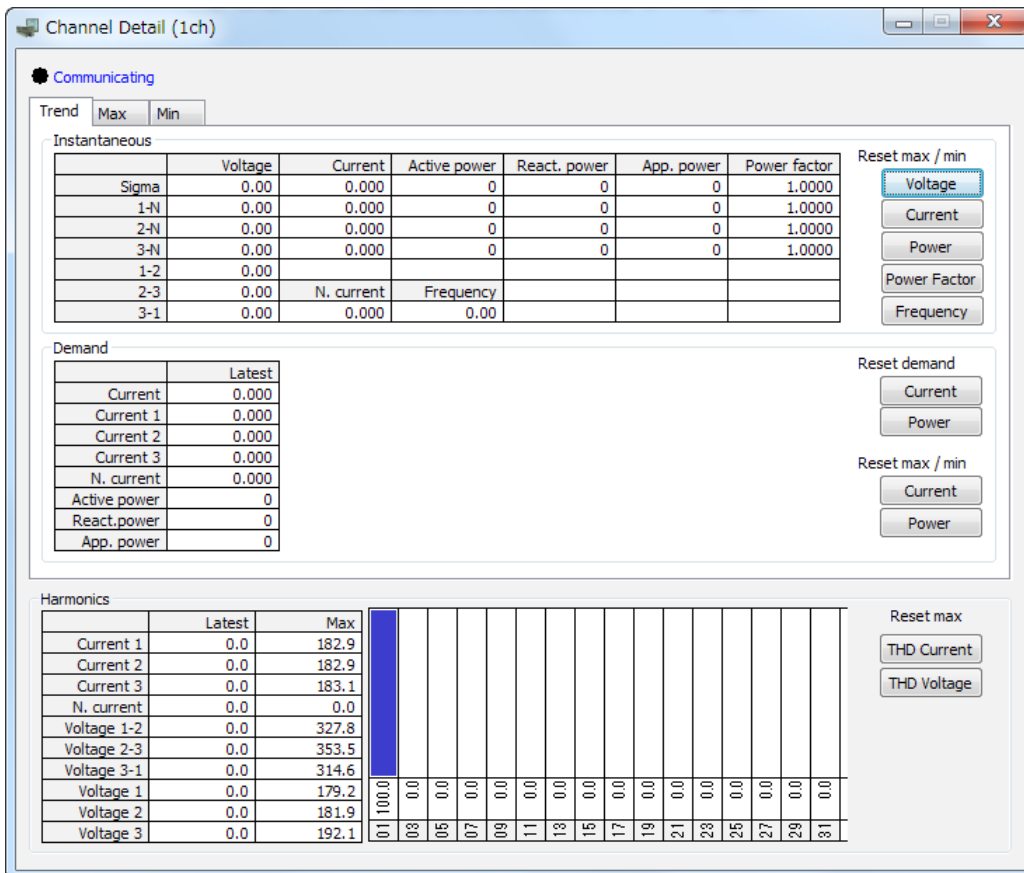 Channel Detail (1ch)
Communicating
Trend Max Min
Instantaneous
Voltage Current Active power React. power App. power Power factor
Sigma 0.00 0.000 0 0 0 1.0000
1-N 0.00 0.000 0 0 0 1.0000
2-N 0.00 0.000 0 0 0 1.0000
3-N 0.00 0.000 0 0 0 1.0000
1-2 0.00
2-3 0.00 N. current Frequency
3-1 0.00 0.000 0.00
Reset max / min
Voltage
Current
Power
Power Factor
Frequency
Demand
Latest
Current 0.000
Current 1 0.000
Current 2 0.000
Current 3 0.000
N. current 0.000
Active power 0
React.power 0
App. power 0
Reset demand
Current
Power
Reset max / min
Current
Power
Harmonics
Latest Max
Current 1 0.0 182.9
Current 2 0.0 182.9
Current 3 0.0 183.1
N. current 0.0 0.0
Voltage 1-2 0.0 327.8
Voltage 2-3 0.0 353.5
Voltage 3-1 0.0 314.6
Voltage 1 0.0 179.2
Voltage 2 0.0 181.9
Voltage 3 0.0 192.1
100.0 0.0 0.0 0.0 0.0 0.0 0.0 0.0 0.0 0.0 0.0 0.0 0.0 0.0 0.0 0.0
01 03 05 07 09 11 13 15 17 19 21 23 25 27 29 31
Reset max
THD Current
THD Voltage